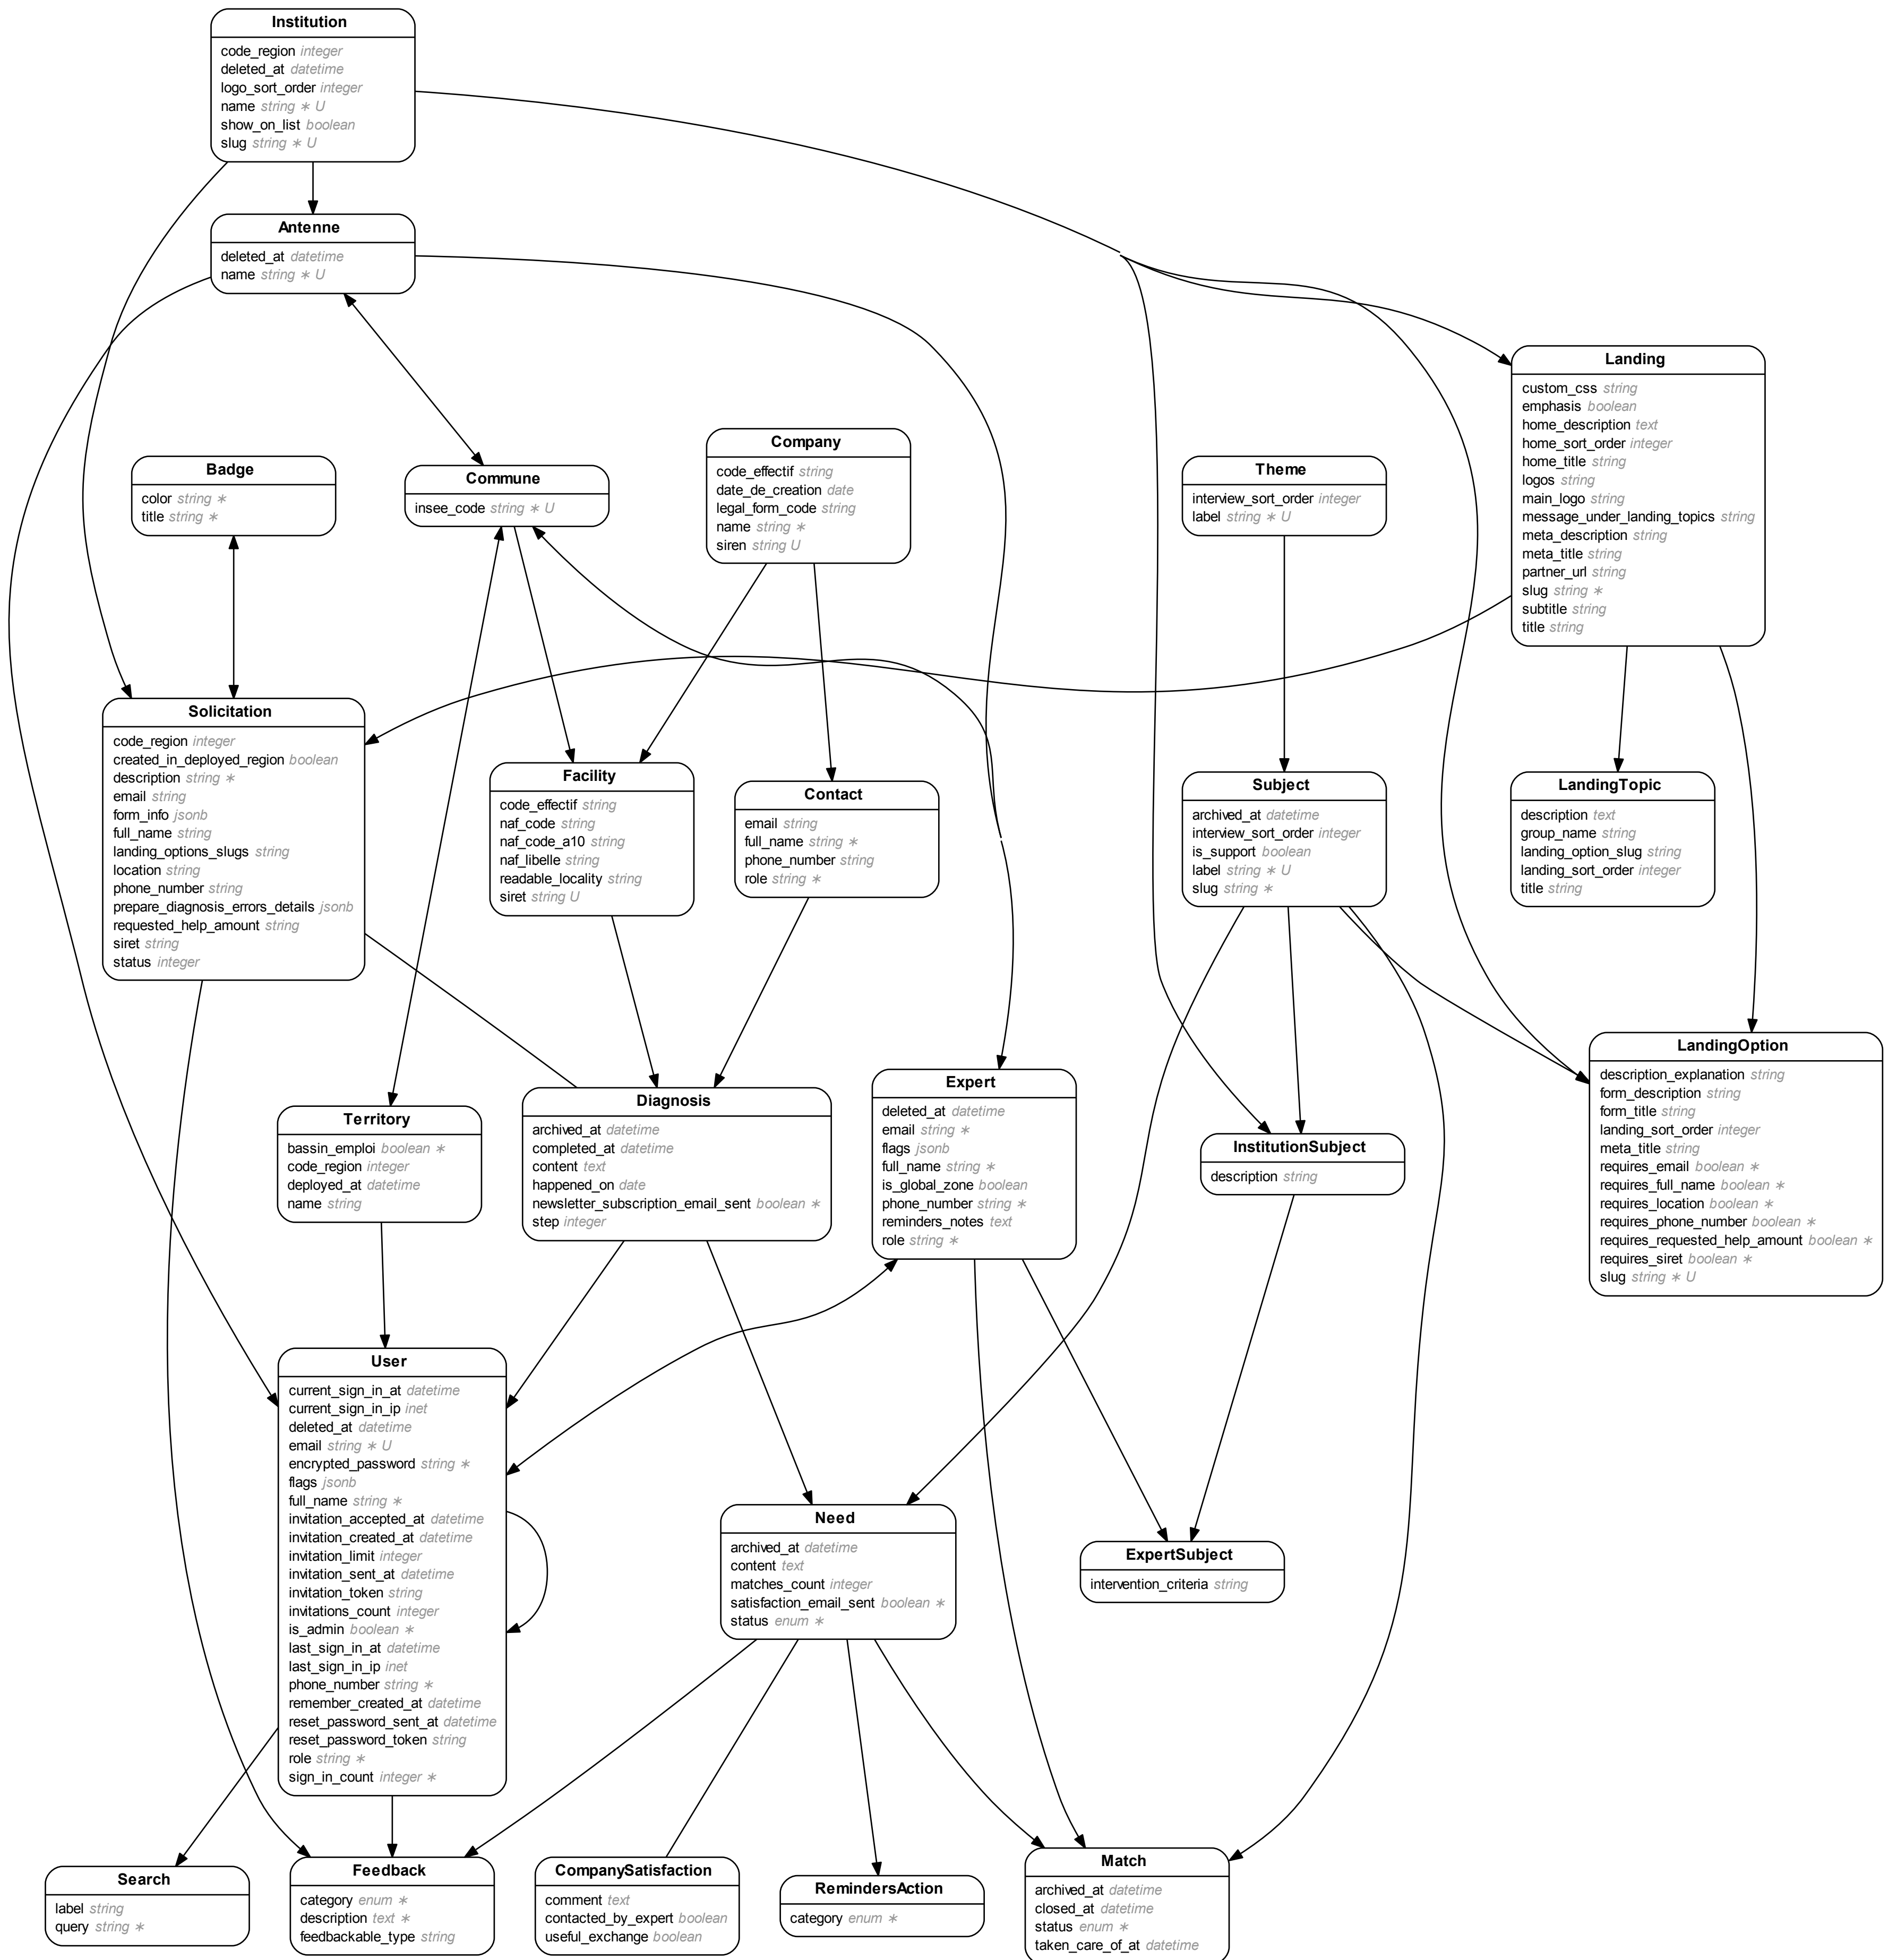 Institution
code_region integer
deleted_at datetime
logo_sort_order integer
name string ∗ U
show_on_list boolean
slug string ∗ U
Antenne
deleted_at datetime
name string ∗ U
Landing
custom_css string
emphasis boolean
home_description text
home_sort_order integer
home_title string
logos string
main_logo string
message_under_landing_topics string
meta_description string
meta_title string
partner_url string
slug string ∗
subtitle string
title string
Badge
color string ∗
title string ∗
Commune
insee_code string ∗ U
Company
code_effectif string
date_de_creation date
legal_form_code string
name string ∗
siren string U
Theme
interview_sort_order integer
label string ∗ U
Solicitation
code_region integer
created_in_deployed_region boolean
description string ∗
email string
form_info jsonb
full_name string
landing_options_slugs string
location string
phone_number string
prepare_diagnosis_errors_details jsonb
requested_help_amount string
siret string
status integer
Facility
code_effectif string
naf_code string
naf_code_a10 string
naf_libelle string
readable_locality string
siret string U
Contact
email string
full_name string ∗
phone_number string
role string ∗
Subject
archived_at datetime
interview_sort_order integer
is_support boolean
label string ∗ U
slug string ∗
LandingTopic
description text
group_name string
landing_option_slug string
landing_sort_order integer
title string
LandingOption
description_explanation string
form_description string
form_title string
landing_sort_order integer
meta_title string
requires_email boolean ∗
requires_full_name boolean ∗
requires_location boolean ∗
requires_phone_number boolean ∗
requires_requested_help_amount boolean ∗
requires_siret boolean ∗
slug string ∗ U
Territory
bassin_emploi boolean ∗
code_region integer
deployed_at datetime
name string
Diagnosis
archived_at datetime
completed_at datetime
content text
happened_on date
newsletter_subscription_email_sent boolean ∗
step integer
Expert
deleted_at datetime
email string ∗
flags jsonb
full_name string ∗
is_global_zone boolean
phone_number string ∗
reminders_notes text
role string ∗
InstitutionSubject
description string
User
current_sign_in_at datetime
current_sign_in_ip inet
deleted_at datetime
email string ∗ U
encrypted_password string ∗
flags jsonb
full_name string ∗
invitation_accepted_at datetime
invitation_created_at datetime
invitation_limit integer
invitation_sent_at datetime
invitation_token string
invitations_count integer
is_admin boolean ∗
last_sign_in_at datetime
last_sign_in_ip inet
phone_number string ∗
remember_created_at datetime
reset_password_sent_at datetime
reset_password_token string
role string ∗
sign_in_count integer ∗
Need
archived_at datetime
content text
matches_count integer
satisfaction_email_sent boolean ∗
status enum ∗
ExpertSubject
intervention_criteria string
Search
label string
query string ∗
Feedback
category enum ∗
description text ∗
feedbackable_type string
CompanySatisfaction
comment text
contacted_by_expert boolean
useful_exchange boolean
RemindersAction
category enum ∗
Match
archived_at datetime
closed_at datetime
status enum ∗
taken_care_of_at datetime